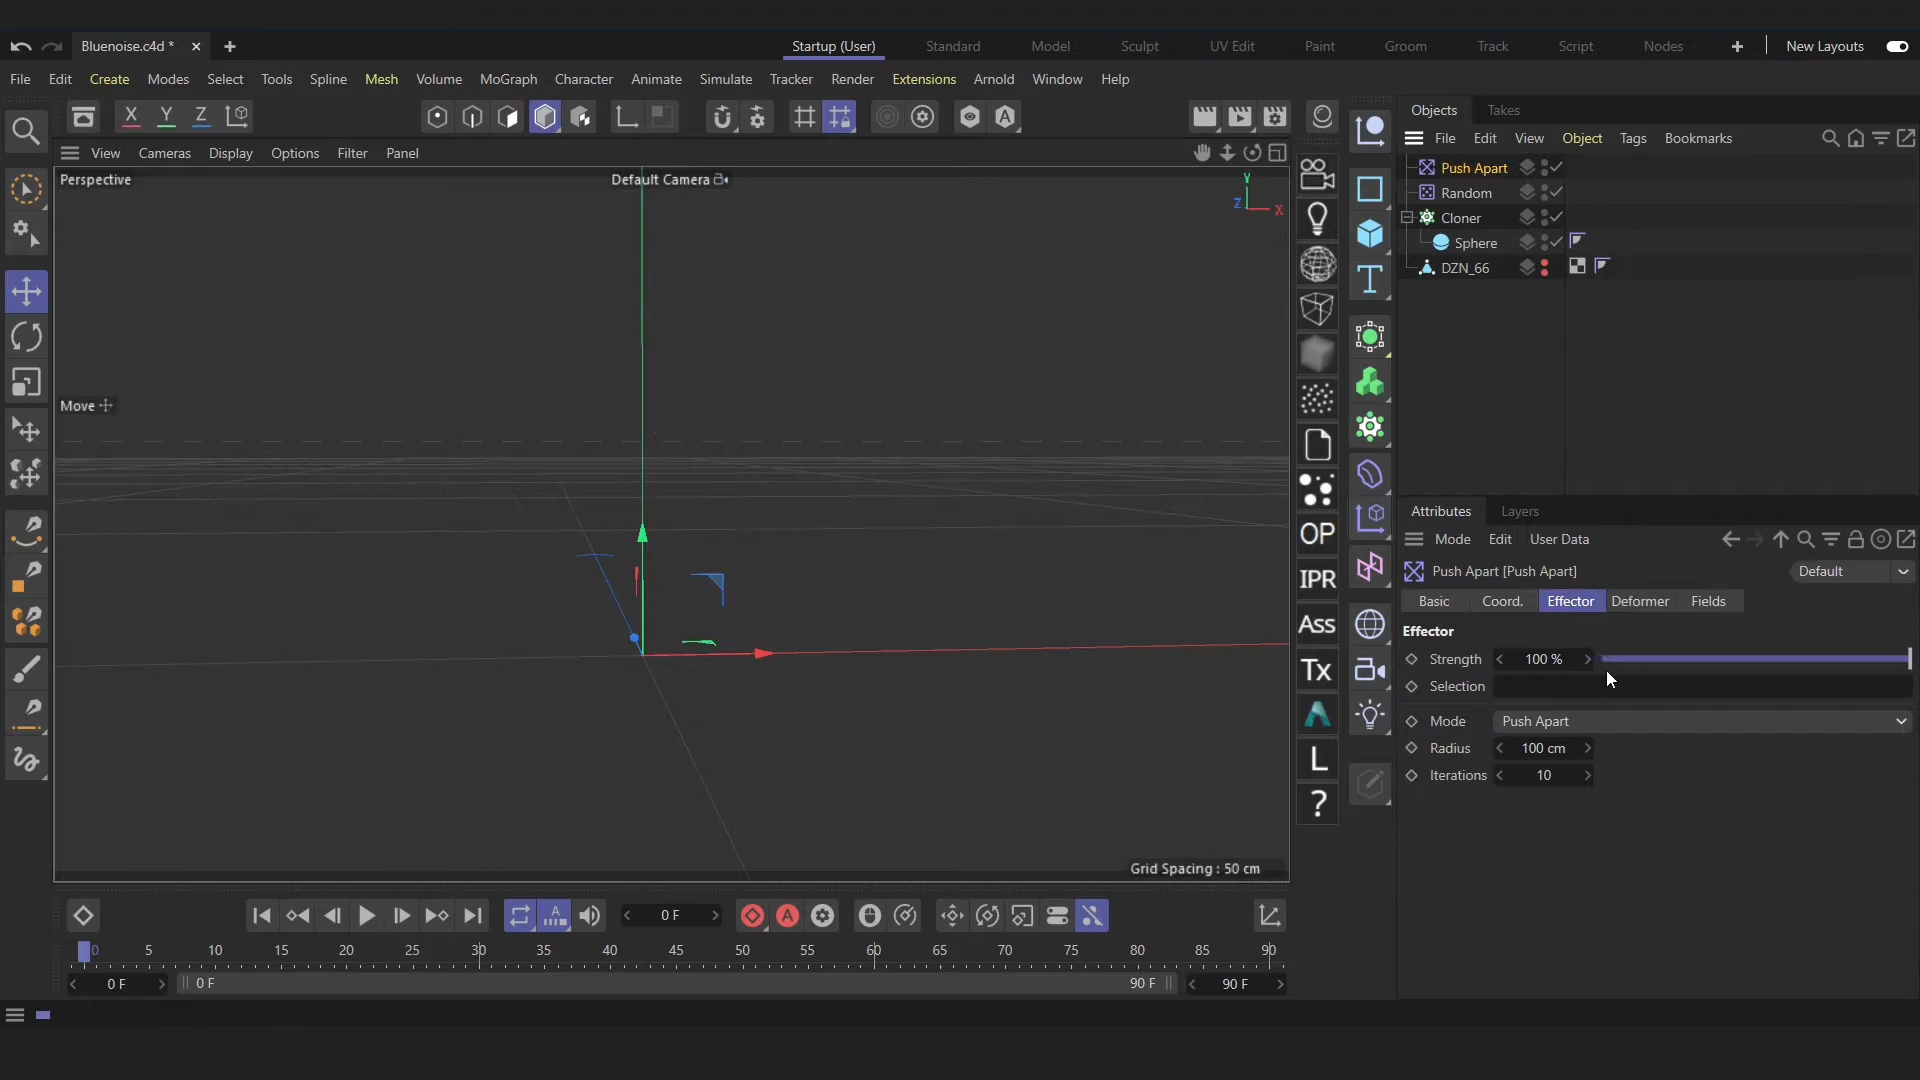 Bluenoise.c4d *
Startup (User) Standard Model Sculpt UV Edit Paint Groom Track Script Nodes New Layouts
File Edit Create Modes Select Tools Spline Mesh Volume MoGraph Character Animate Simulate Tracker Render Extensions Arnold Window Help
X Y Z
A
Objects Takes
File Edit View Object Tags Bookmarks
View Cameras Display Options Filter Panel
Perspective
Default Camera
Y
Z X
Push Apart
Random
Cloner
Sphere
DZN_66
Move
T
OP
IPR
Ass
Tx
L
?
Attributes Layers
Mode Edit User Data
Push Apart [Push Apart]
Default
Basic Coord. Effector Deformer Fields
Effector
Strength 100 %
Selection
Mode Push Apart
Radius 100 cm
Iterations 10
Grid Spacing : 50 cm
A
0 F
A
0 5 10 15 20 25 30 35 40 45 50 55 60 65 70 75 80 85 90
0 F
0 F
90 F
90 F